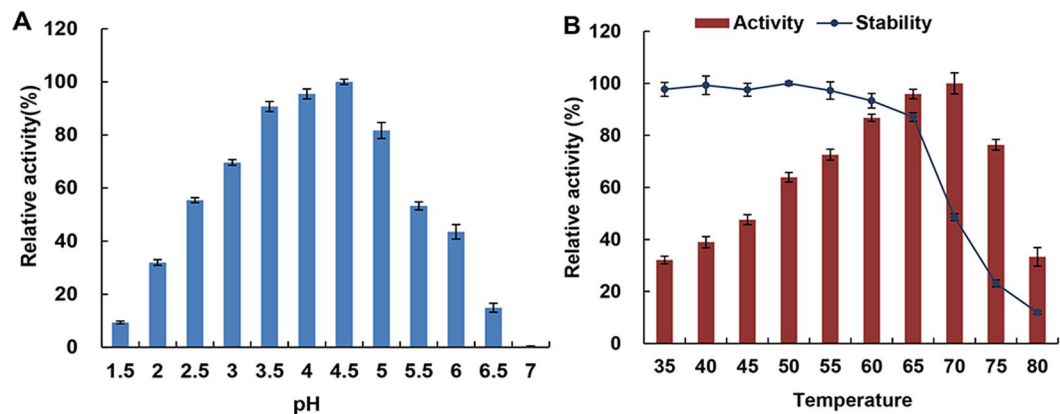 A
Relative activity(%)
120
100
80
60
40
20
0
1.5 2 2.5 3 3.5 4 4.5 5 5.5 6 6.5 7
pH
B
Activity Stability
Relative activity (%)
120
100
80
60
40
20
0
35 40 45 50 55 60 65 70 75 80
Temperature